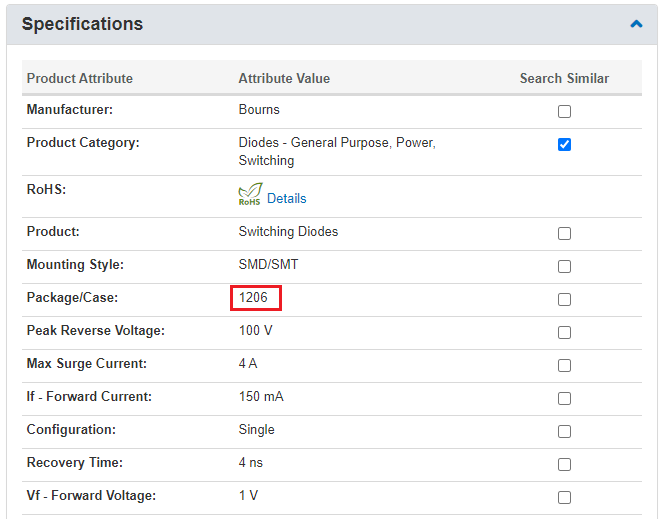 Specifications
Product Attribute Attribute Value Search Similar
Manufacturer: Bourns
Product Category: Diodes - General Purpose, Power,
Switching
RoHS: RoHS Details
Product: Switching Diodes
Mounting Style: SMD/SMT
Package/Case: 1206
Peak Reverse Voltage: 100 V
Max Surge Current: 4 A
If - Forward Current: 150 mA
Configuration: Single
Recovery Time: 4 ns
Vf - Forward Voltage: 1 V